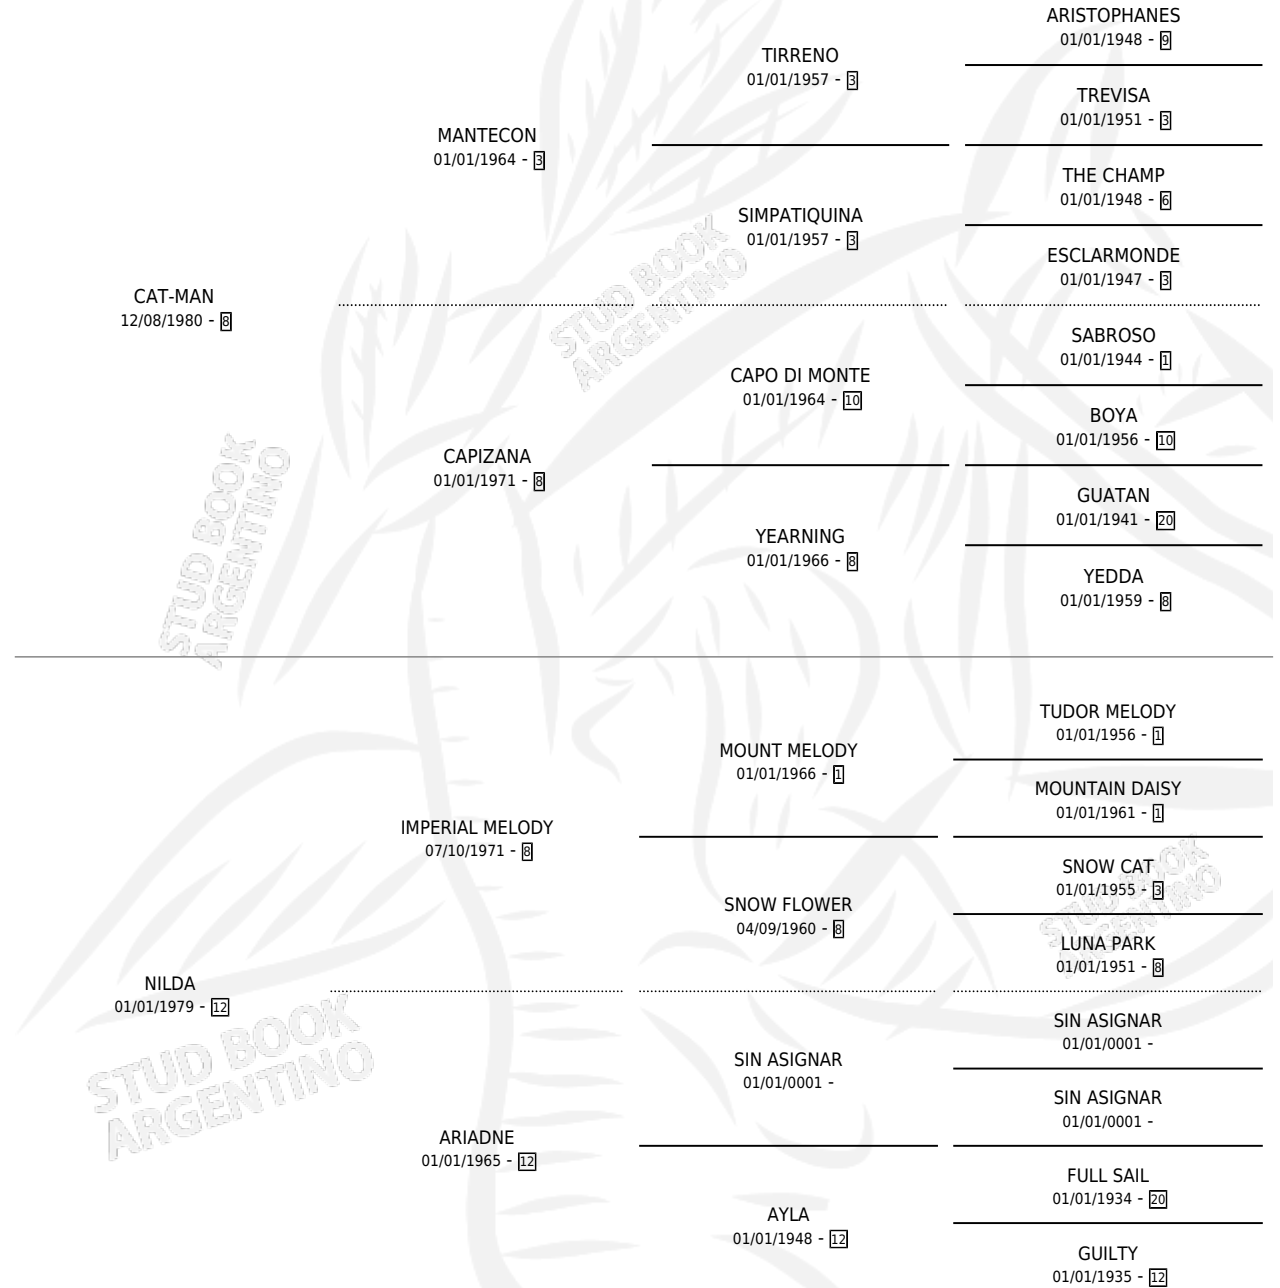 ARISTOPHANES
01/01/1948 - 9
TIRRENO
01/01/1957 - 3
TREVISA
01/01/1951 - 3
MANTECON
01/01/1964 - 3
THE CHAMP
01/01/1948 - 6
SIMPATIQUINA
01/01/1957 - 3
ESCLARMONDE
01/01/1947 - 3
CAT-MAN
12/08/1980 - 8
STUD BOOK
ARGENTINO
SABROSO
01/01/1944 - 1
CAPO DI MONTE
01/01/1964 - 10
BOYA
01/01/1956 - 10
CAPIZANA
01/01/1971 - 8
GUATAN
01/01/1941 - 20
YEARNING
01/01/1966 - 8
YEDDA
01/01/1959 - 8
STUD BOOK
ARGENTINO
TUDOR MELODY
01/01/1956 - 1
MOUNT MELODY
01/01/1966 - 1
MOUNTAIN DAISY
01/01/1961 - 1
IMPERIAL MELODY
07/10/1971 - 8
SNOW CAT
01/01/1955 - 3
SNOW FLOWER
04/09/1960 - 8
STUD BOOK
ARGENTINO
LUNA PARK
01/01/1951 - 8
NILDA
01/01/1979 - 12
SIN ASIGNAR
01/01/0001 -
SIN ASIGNAR
01/01/0001 -
SIN ASIGNAR
01/01/0001 -
STUD BOOK
ARGENTINO
ARIADNE
01/01/1965 - 12
FULL SAIL
01/01/1934 - 20
AYLA
01/01/1948 - 12
GUILTY
01/01/1935 - 12